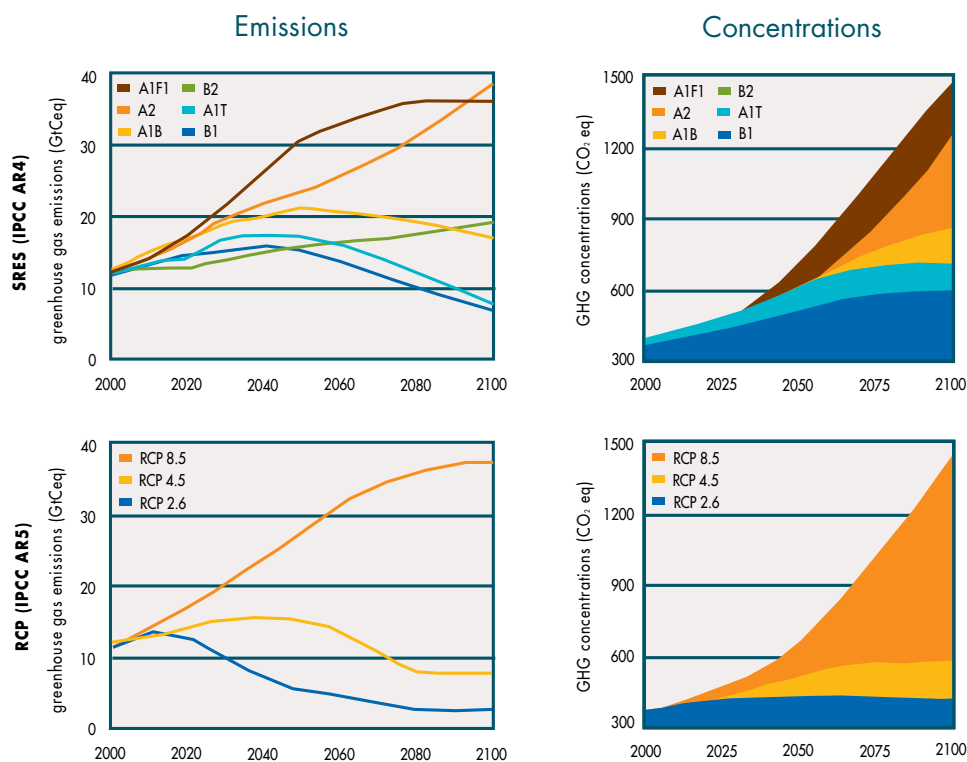 Emissions
Concentrations
SRES (IPCC AR4)
greenhouse gas emissions (GtCeq)
40
30
20
10
0
A1F1
B2
A2
A1T
A1B
B1
2000 2020 2040 2060 2080 2100
GHG concentrations (CO₂ eq)
1500
1200
900
600
300
A1F1
B2
A2
A1T
A1B
B1
2000 2025 2050 2075 2100
RCP (IPCC AR5)
greenhouse gas emissions (GtCeq)
40
30
20
10
0
RCP 8.5
RCP 4.5
RCP 2.6
2000 2020 2040 2060 2080 2100
GHG concentrations (CO₂ eq)
1500
1200
900
600
300
RCP 8.5
RCP 4.5
RCP 2.6
2000 2025 2050 2075 2100